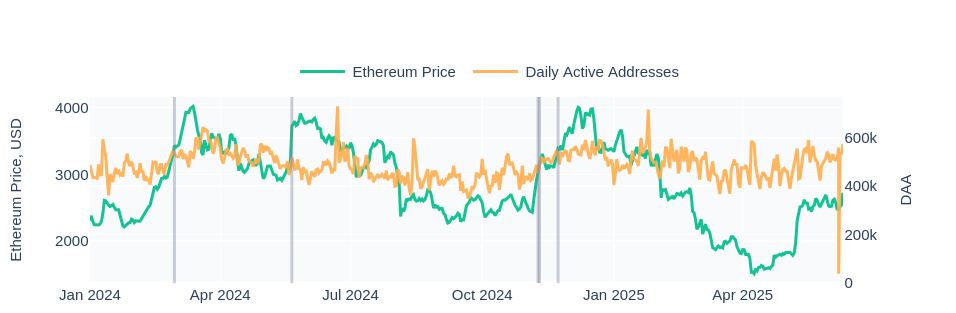 Ethereum Price
Daily Active Addresses
Ethereum Price, USD
4000
3000
2000
600k
400k
200k
0
DAA
Jan 2024
Apr 2024
Jul 2024
Oct 2024
Jan 2025
Apr 2025